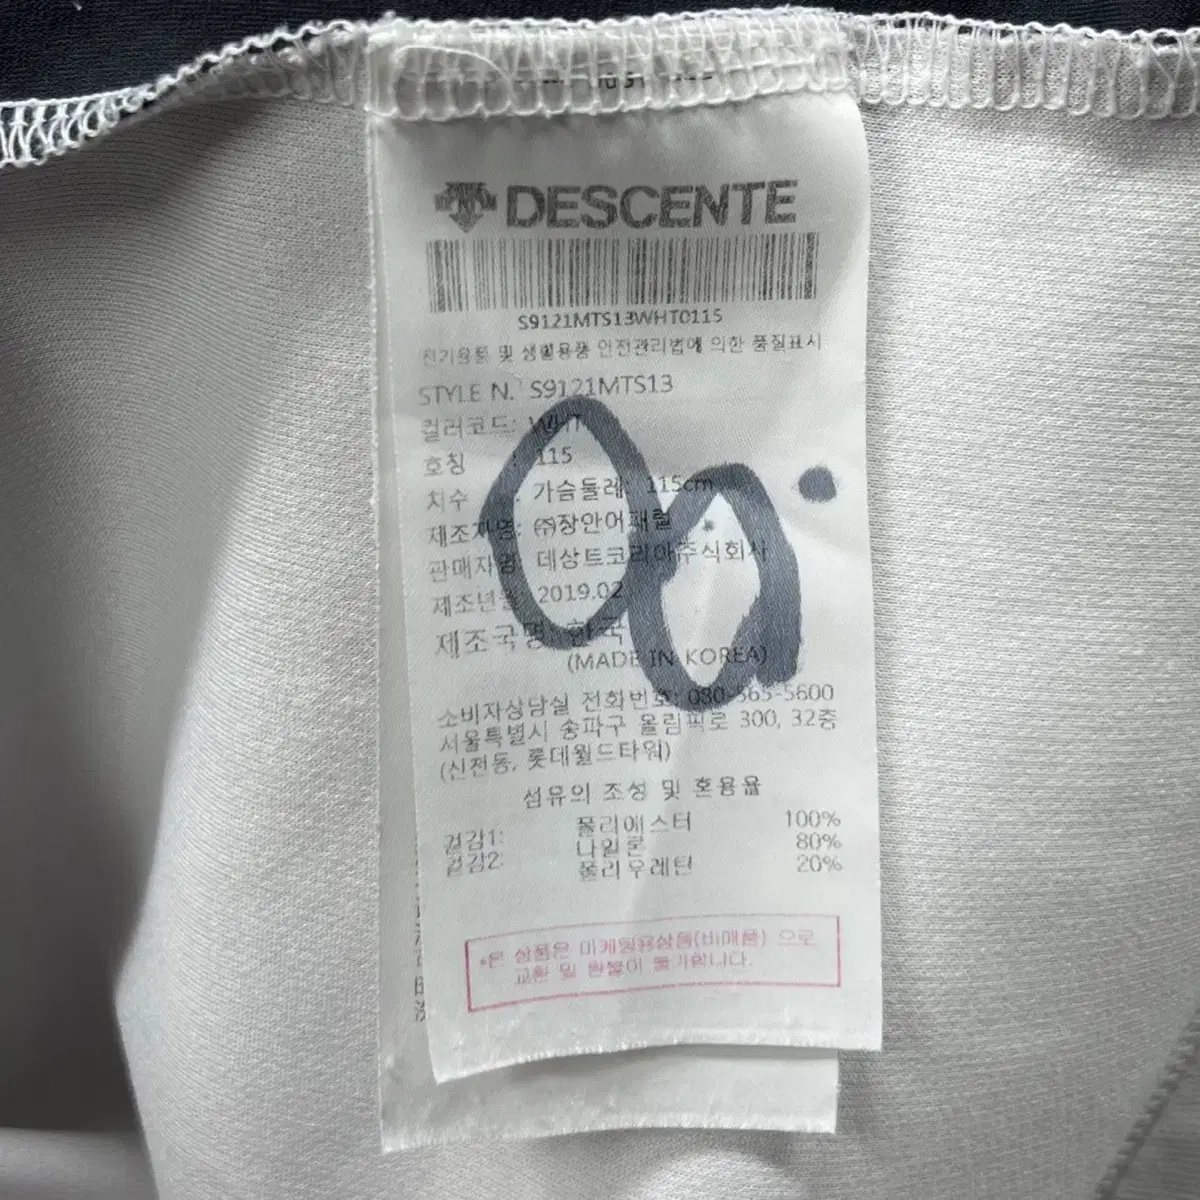 DESCENTE
S9121MTS13WHT0115
전기용품 및 생활용품 안전관리법에 의한 품질표시
STYLE N. S9121MTS13
컬러코드: WHT
호칭 : 115
치수 : 가슴둘레: 115cm
제조자명: (주)장안어패럴
판매자명: 데상트코리아주식회사
제조년월: 2019.02
제조국명: 한국
(MADE IN KOREA)
소비자상담실 전화번호: 080-565-5600
서울특별시 송파구 올림픽로 300, 32층
(신천동, 롯데월드타워)
섬유의 조성 및 혼용율
겉감1: 폴리에스터 100%
겉감2: 나일론 80%
폴리우레탄 20%
*본 상품은 마케팅용상품(비매품) 으로
교환 및 환불이 불가합니다.